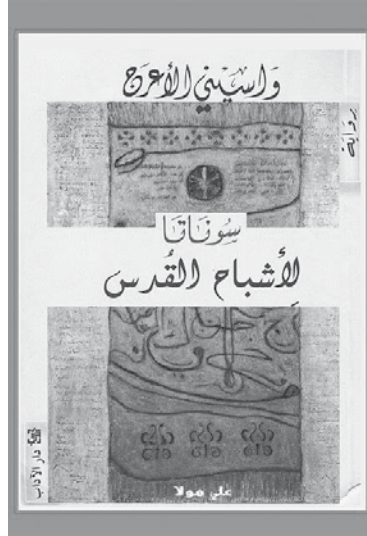 واسيني الأعرج
رواية
سوناتا
لأشباح القدس
دار الآداب
علي مولا